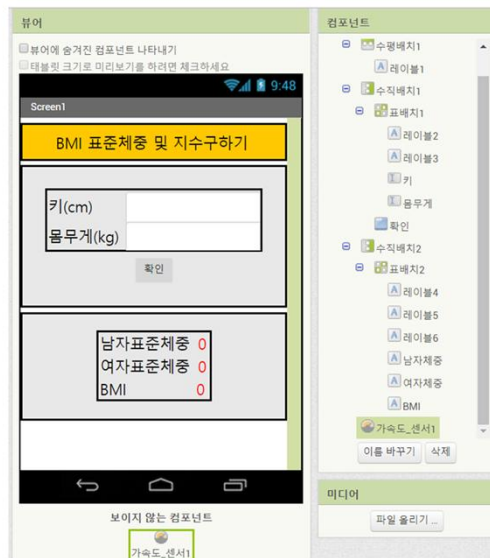 뷰어
뷰어에 숨겨진 컴포넌트 나타내기
태블릿 크기로 미리보기를 하려면 체크하세요
9:48
Screen1
BMI 표준체중 및 지수구하기
키(cm)
몸무게(kg)
확인
남자표준체중 0
여자표준체중 0
BMI 0
보이지 않는 컴포넌트
가속도_센서1
컴포넌트
수평배치1
레이블1
수직배치1
표배치1
레이블2
레이블3
키
몸무게
확인
수직배치2
표배치2
레이블4
레이블5
레이블6
남자체중
여자체중
BMI
가속도_센서1
이름 바꾸기 삭제
미디어
파일 올리기 ...